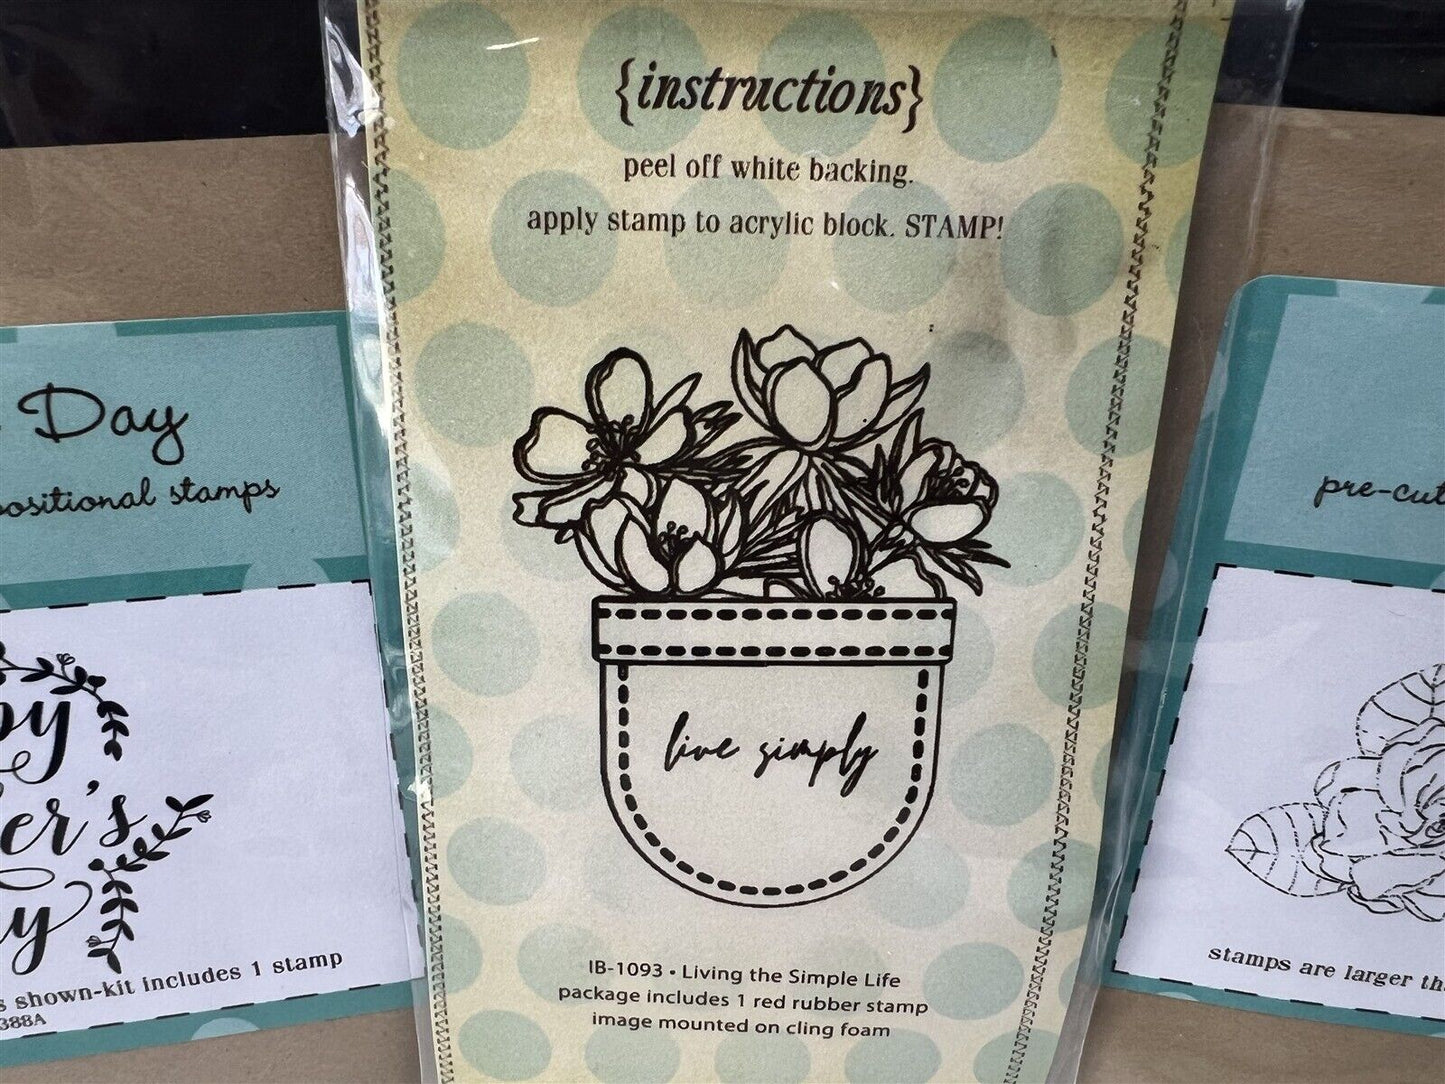 {instructions}
peel off white backing.
apply stamp to acrylic block. STAMP!
live simply
IB-1093 • Living the Simple Life
package includes 1 red rubber stamp
image mounted on cling foam
Day
stamps
shown-kit includes 1 stamp
388A
pre-cut
stamps are larger